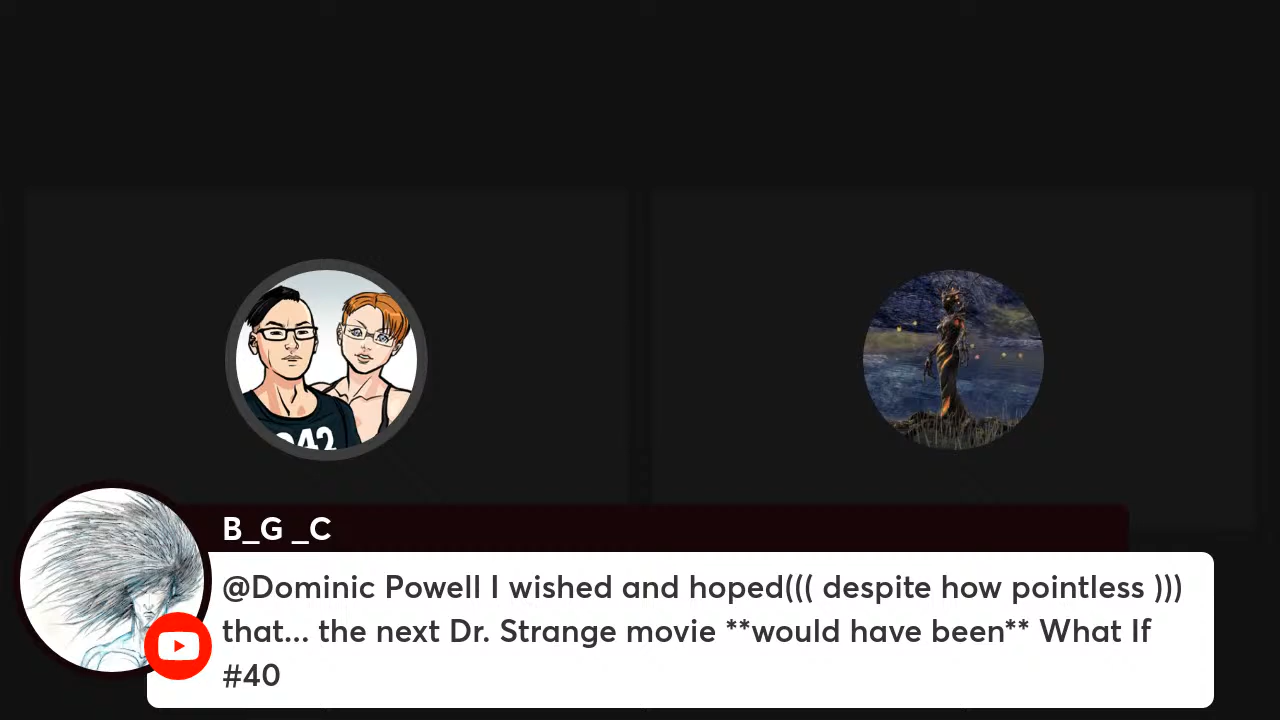 042
B_G _C
@Dominic Powell I wished and hoped((( despite how pointless )))
that... the next Dr. Strange movie **would have been** What If
#40